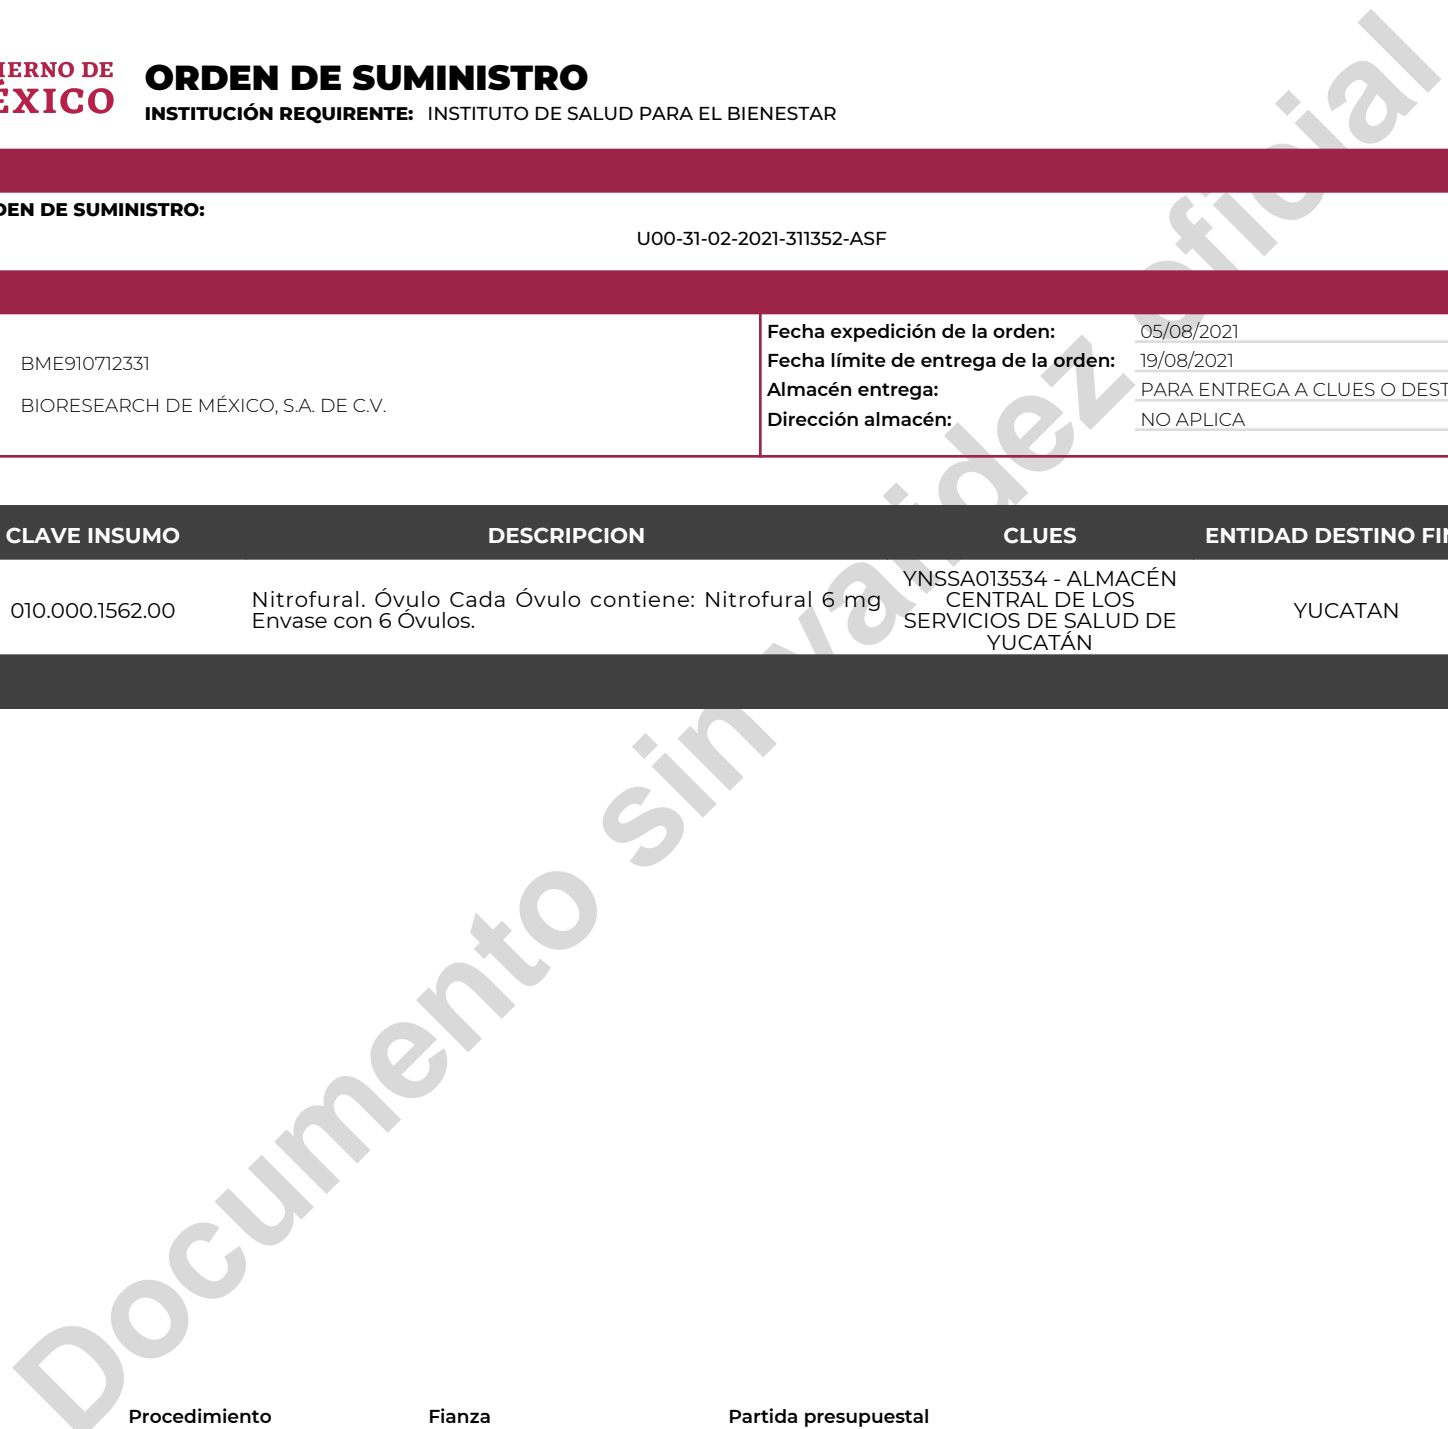 IERNO DE
ÉXICO
ORDEN DE SUMINISTRO
INSTITUCIÓN REQUIRENTE: INSTITUTO DE SALUD PARA EL BIENESTAR
DEN DE SUMINISTRO:
U00-31-02-2021-311352-ASF
BME910712331
BIORESEARCH DE MÉXICO, S.A. DE C.V.
Fecha expedición de la orden: 05/08/2021
Fecha límite de entrega de la orden: 19/08/2021
Almacén entrega: PARA ENTREGA A CLUES O DEST
Dirección almacén: NO APLICA
CLAVE INSUMO DESCRIPCION CLUES ENTIDAD DESTINO FIN
010.000.1562.00
Nitrofural. Óvulo Cada Óvulo contiene: Nitrofural 6 mg
Envase con 6 Óvulos.
YNSSA013534 - ALMACÉN
CENTRAL DE LOS
SERVICIOS DE SALUD DE
YUCATÁN
YUCATAN
Documento sin validez oficial
Procedimiento Fianza Partida presupuestal